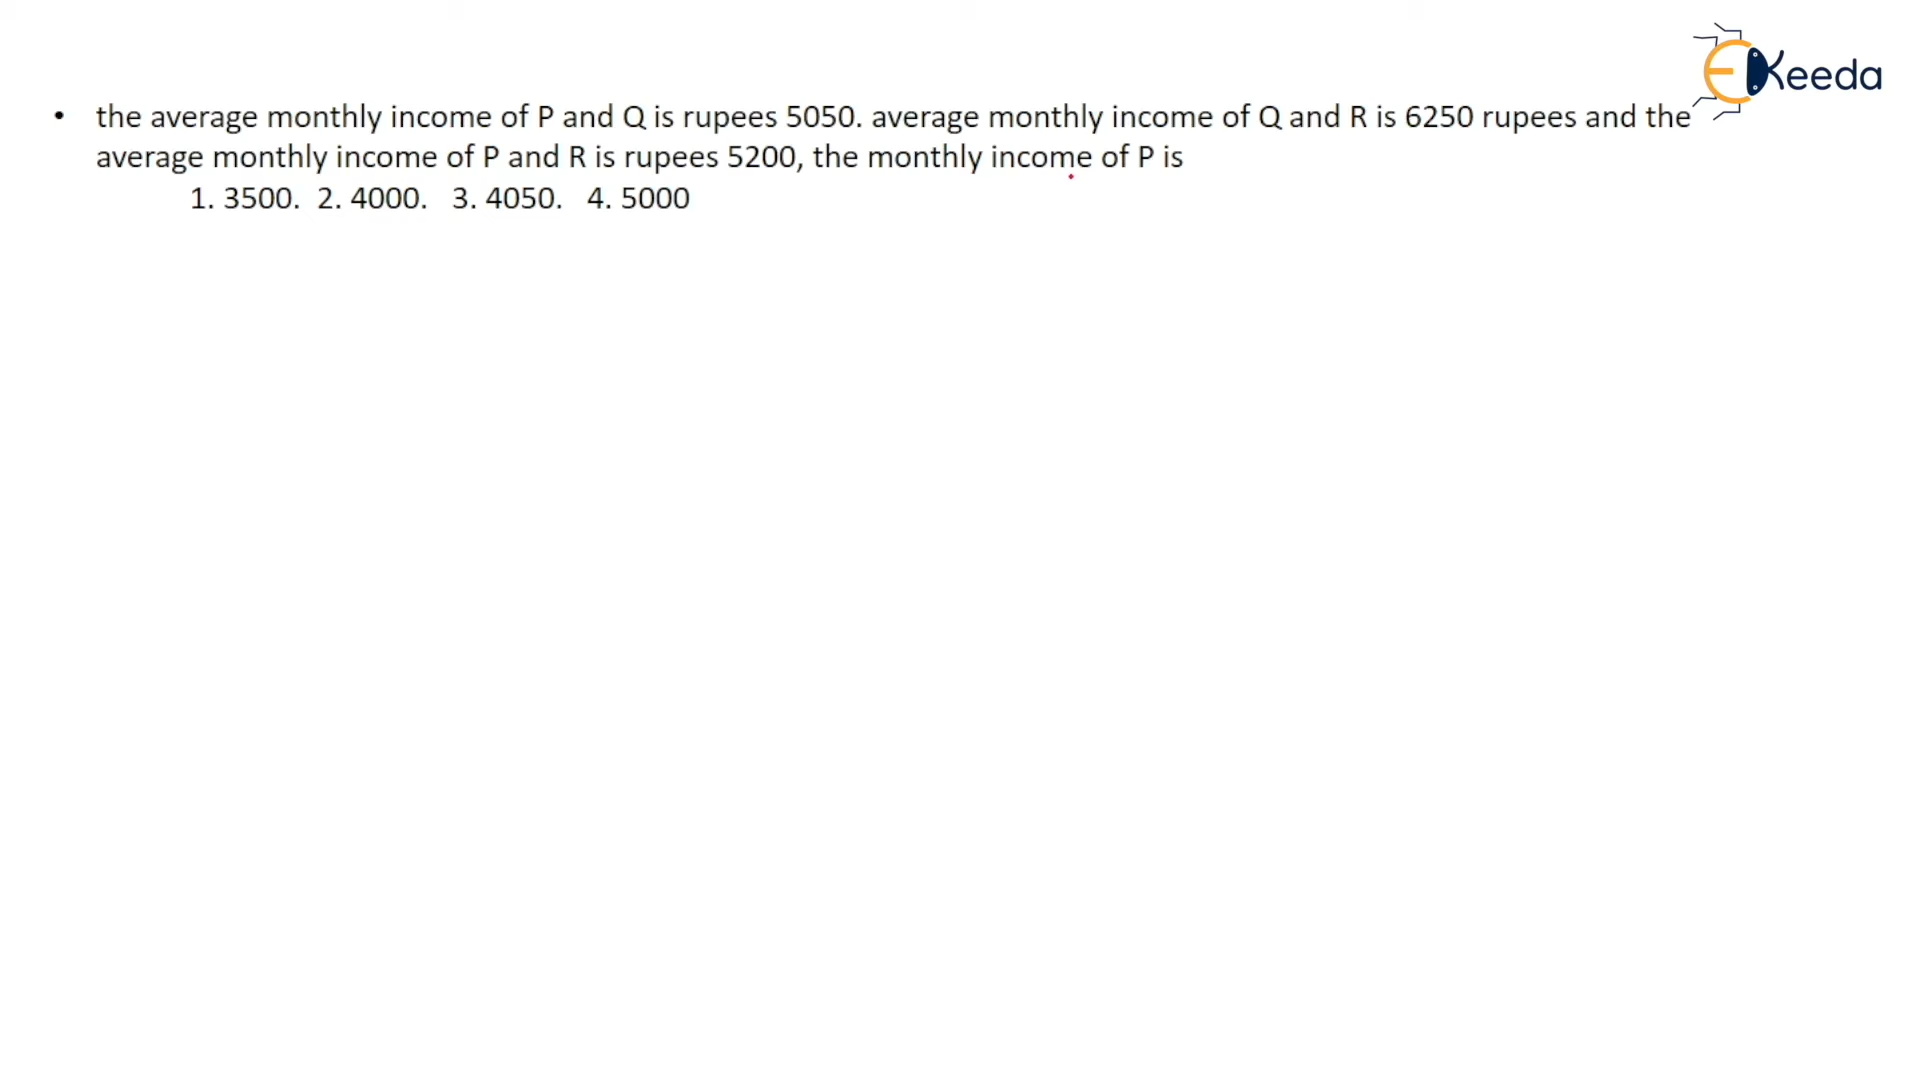 EKeeda
• the average monthly income of P and Q is rupees 5050. average monthly income of Q and R is 6250 rupees and the
average monthly income of P and R is rupees 5200, the monthly income of P is
1. 3500. 2. 4000. 3. 4050. 4. 5000